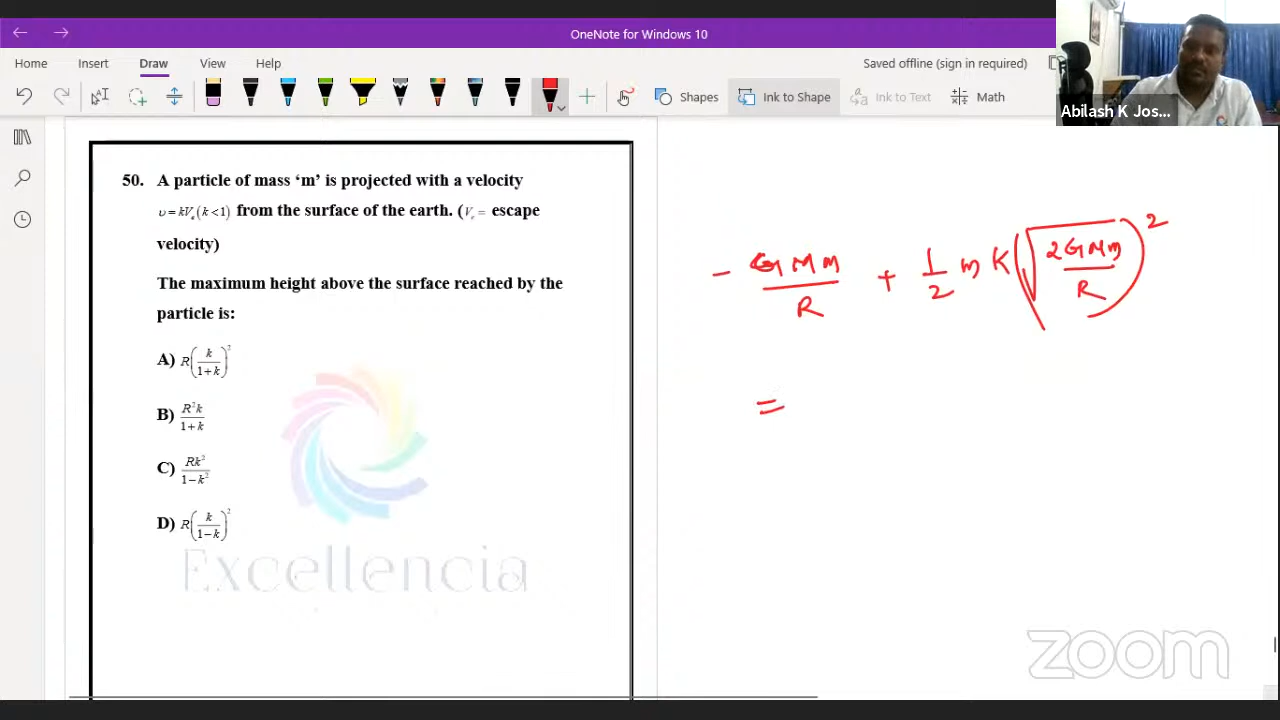 OneNote for Windows 10
Home Insert Draw View Help
Saved offline (sign in required)
Shapes Ink to Shape Ink to Text Math
Abilash K Jos...
50. A particle of mass ‘m’ is projected with a velocity
υ = kVₑ (k < 1) from the surface of the earth. (Vₑ = escape
velocity)
The maximum height above the surface reached by the
particle is:
A) R(k/(1+k))²
B) R²k/(1+k)
C) Rk²/(1−k²)
D) R(k/(1−k))²
Excellencia
− GMm/R + 1/2 m K(√(2GMm/R))²
=
zoom